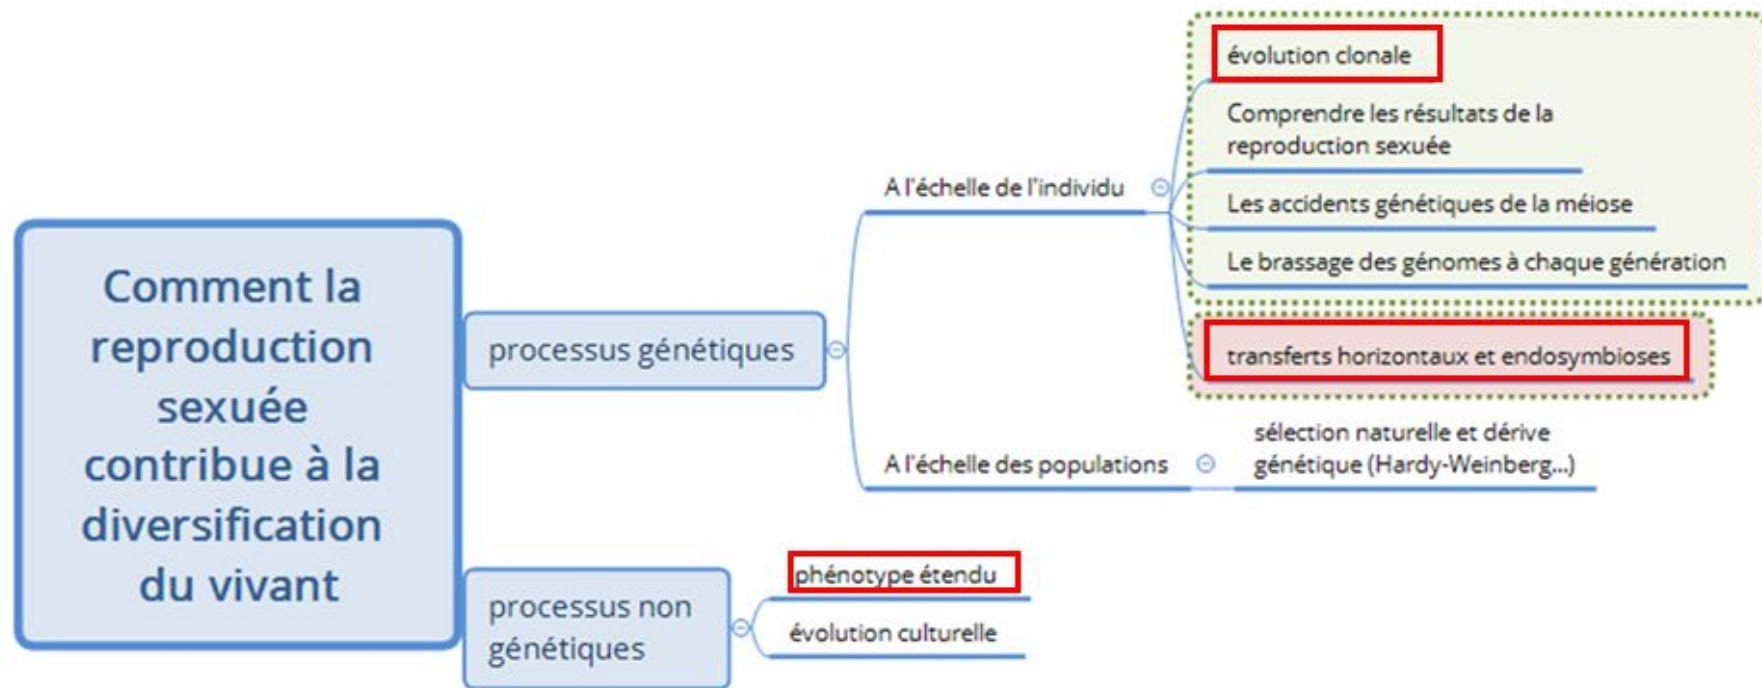 Comment la
reproduction
sexuée
contribue à la
diversification
du vivant
processus génétiques
A l'échelle de l'individu
évolution clonale
Comprendre les résultats de la
reproduction sexuée
Les accidents génétiques de la méiose
Le brassage des génomes à chaque génération
transferts horizontaux et endosymbioses
A l'échelle des populations
sélection naturelle et dérive
génétique (Hardy-Weinberg...)
processus non
génétiques
phénotype étendu
évolution culturelle